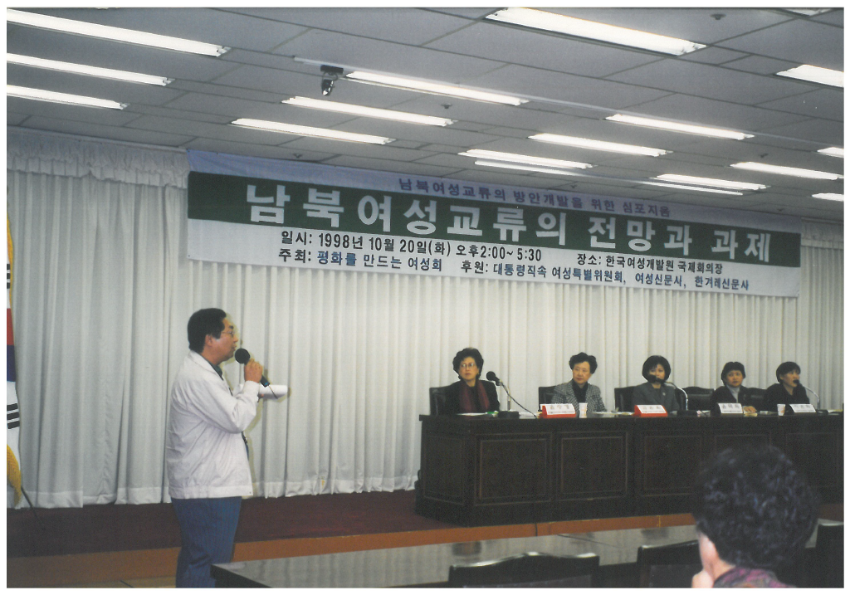 남북여성교류의 방안개발을 위한 심포지움
남북여성교류의 전망과 과제
일시: 1998년 10월 20일(화) 오후2:00~5:30 장소: 한국여성개발원 국제회의장
주최: 평화를 만드는 여성회 후원: 대통령직속 여성특별위원회, 여성신문사, 한겨레신문사